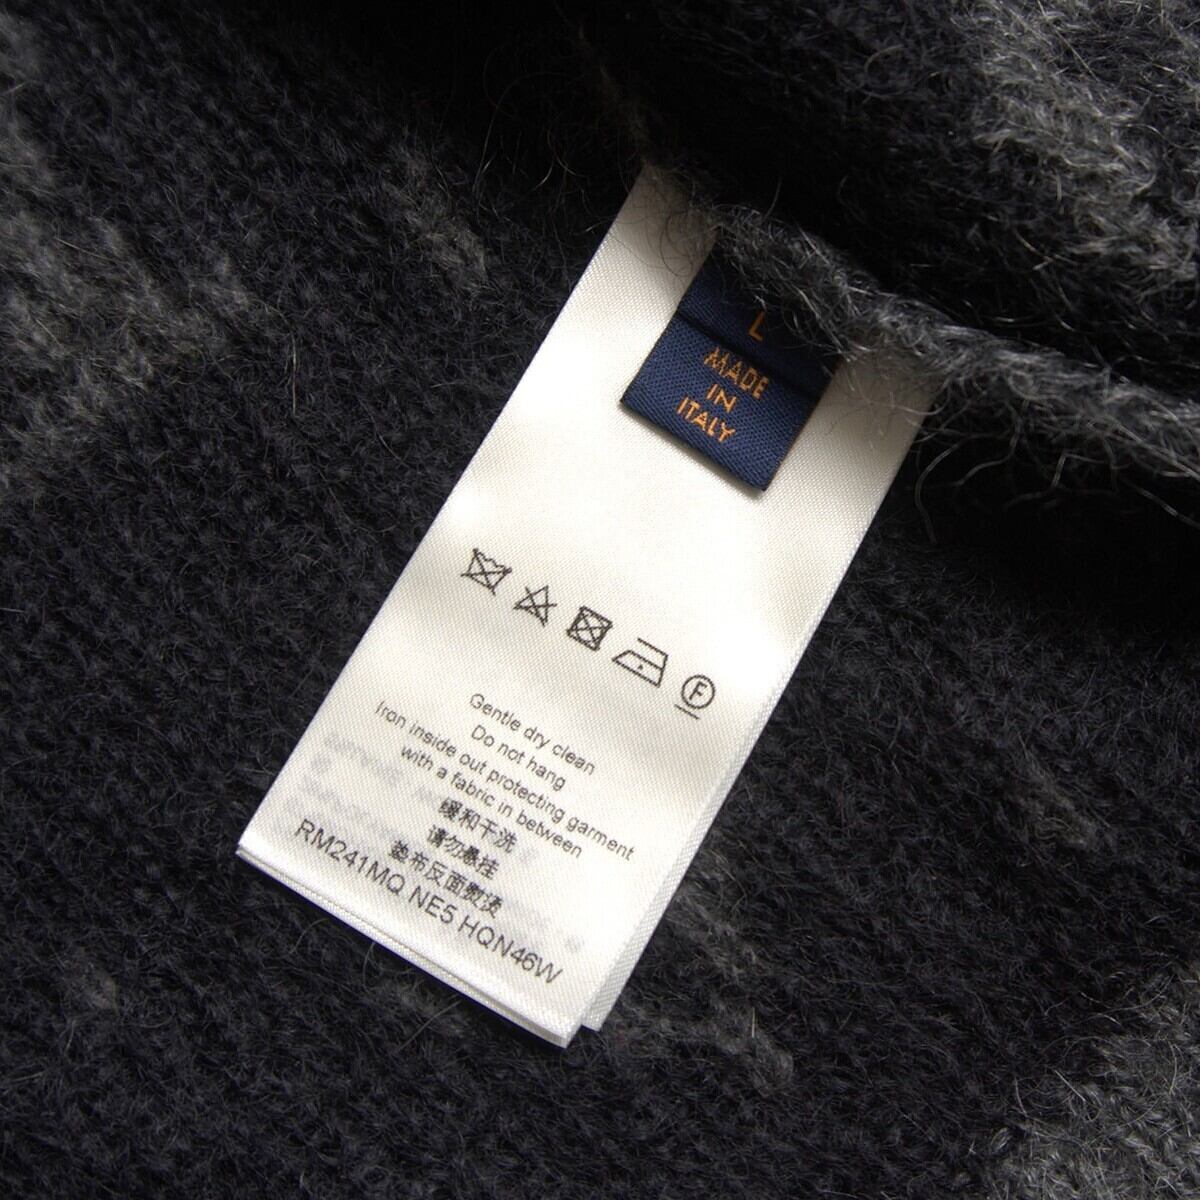 L
MADE
IN
ITALY
F
Gentle dry clean
Do not hang
Iron inside out protecting garment
with a fabric in between
缓和干洗
请勿悬挂
垫布反面熨烫
RM241MQ NE5 HQN46W